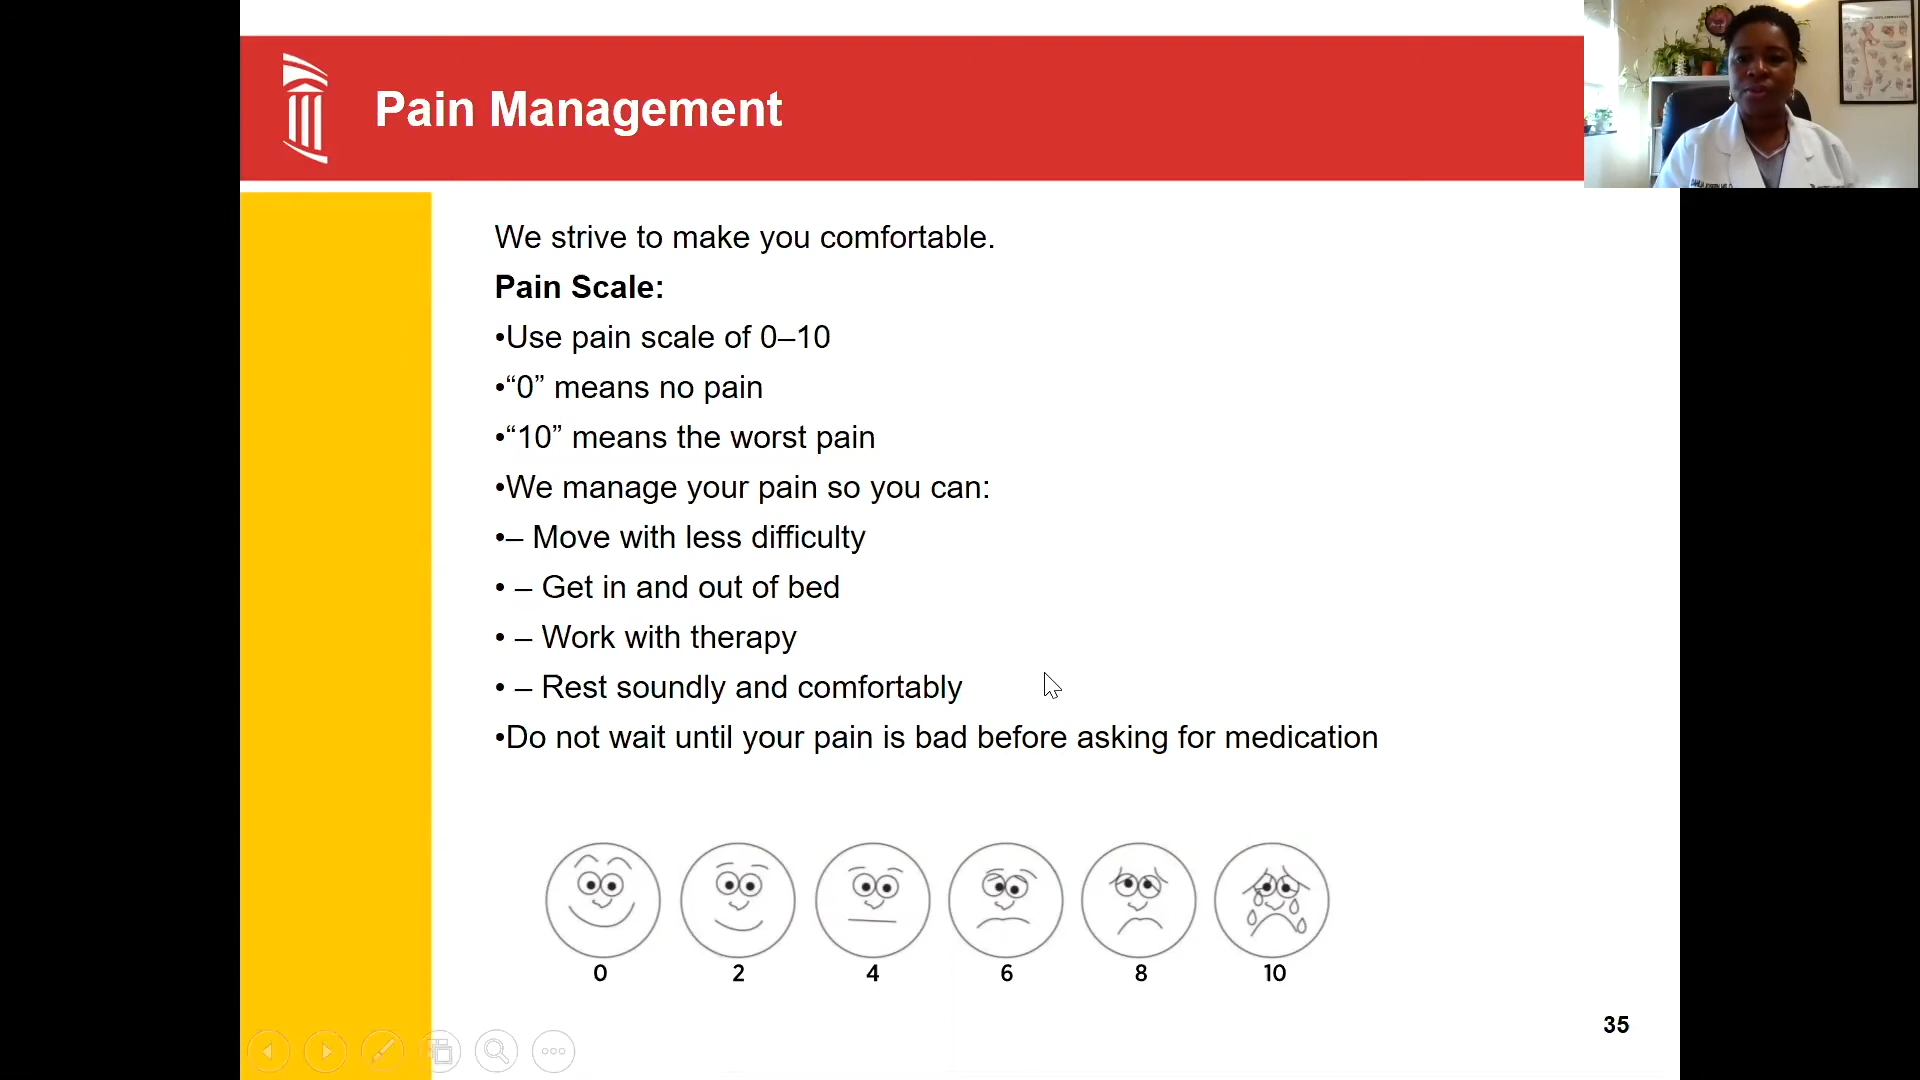 Pain Management
We strive to make you comfortable.
Pain Scale:
•Use pain scale of 0–10
•“0” means no pain
•“10” means the worst pain
•We manage your pain so you can:
•– Move with less difficulty
• – Get in and out of bed
• – Work with therapy
• – Rest soundly and comfortably
•Do not wait until your pain is bad before asking for medication
0 2 4 6 8 10
35